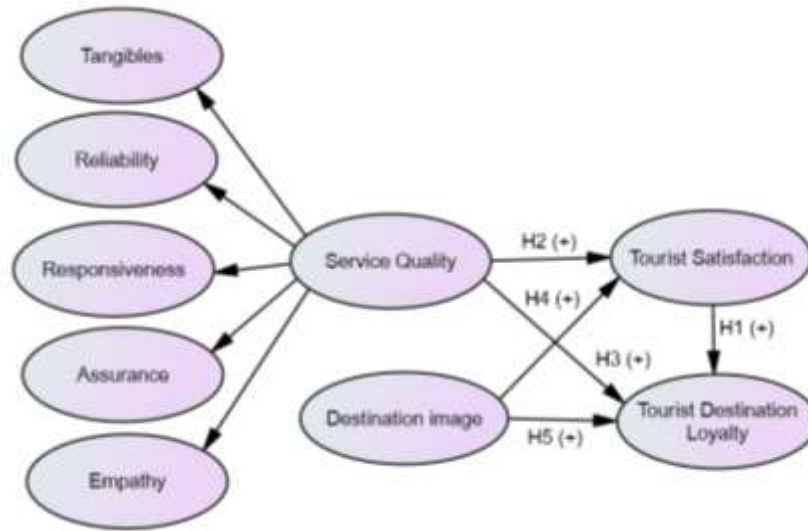 Tangibles
Reliability
Responsiveness
Assurance
Empathy
Service Quality
Destination image
H2 (+)
H4 (+)
H3 (+)
H5 (+)
Tourist Satisfaction
H1 (+)
Tourist Destination
Loyalty